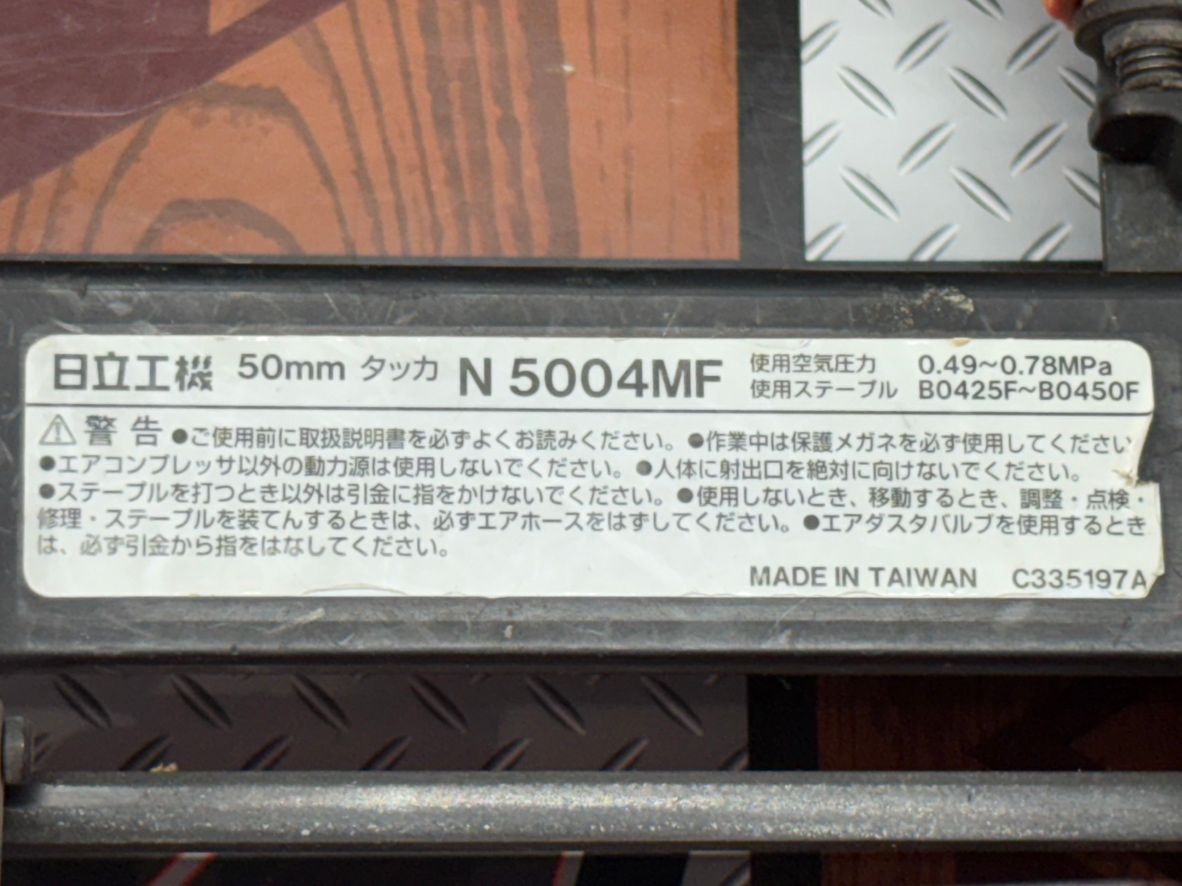 日立工機 50mm タッカ N 5004MF 使用空気圧力 0.49~0.78MPa
使用ステープル B0425F~B0450F
⚠警告 ●ご使用前に取扱説明書を必ずよくお読みください。●作業中は保護メガネを必ず使用してください
●エアコンプレッサ以外の動力源は使用しないでください。●人体に射出口を絶対に向けないでください。
●ステープルを打つとき以外は引金に指をかけないでください。●使用しないとき、移動するとき、調整・点検・
修理・ステープルを装てんするときは、必ずエアホースをはずしてください。●エアダスタバルブを使用するとき
は、必ず引金から指をはなしてください。
MADE IN TAIWAN C335197A